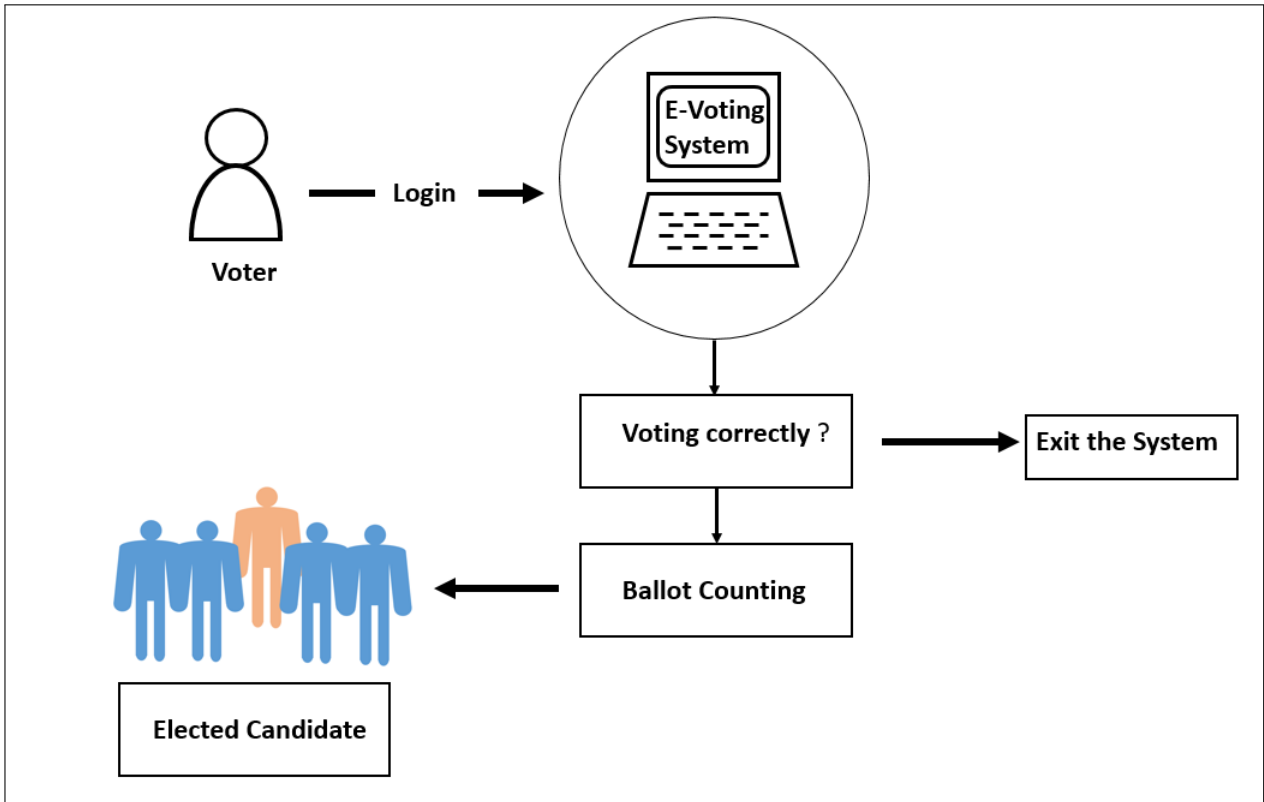 E-Voting
System
Login
Voter
Voting correctly ?
Exit the System
Ballot Counting
Elected Candidate